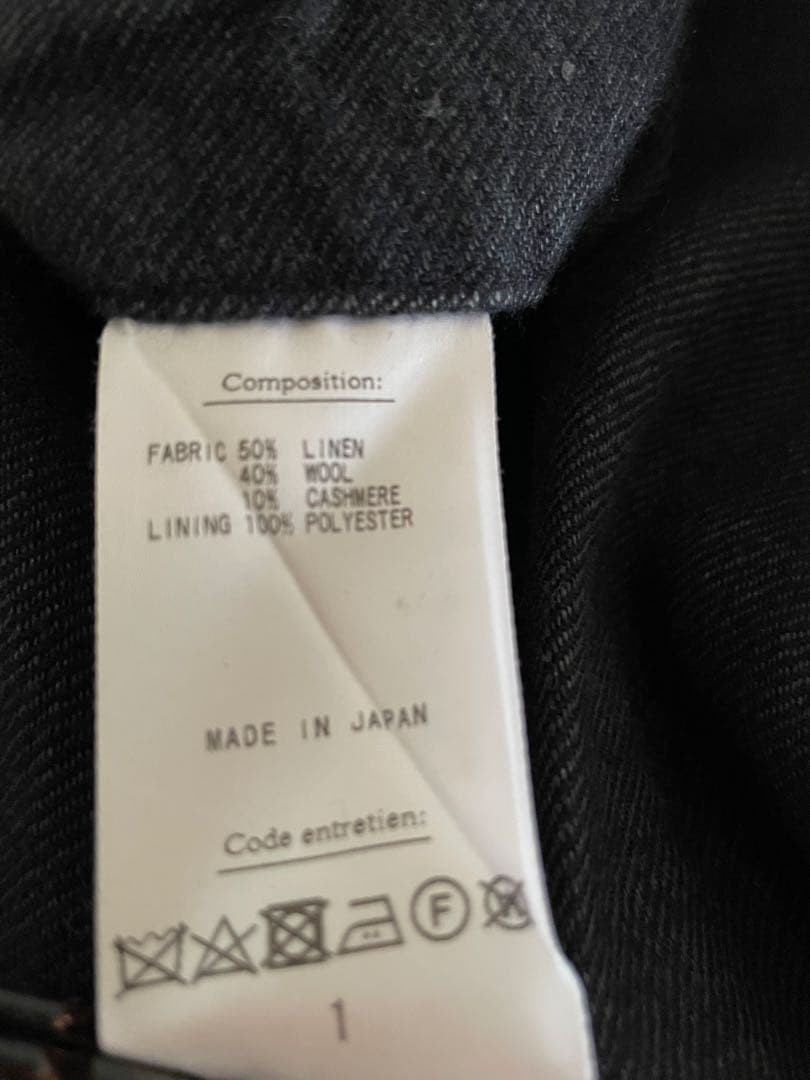 Composition:
FABRIC 50% LINEN
40% WOOL
10% CASHMERE
LINING 100% POLYESTER
MADE IN JAPAN
Code entretien:
F W
1